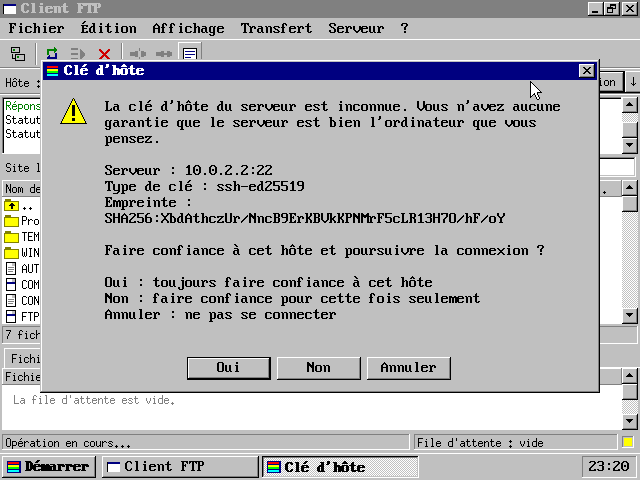 Client FTP
Fichier Édition Affichage Transfert Serveur ?
Clé d'hôte
Hôte :
ion
Répons
Statut
Statut
La clé d'hôte du serveur est inconnue. Vous n'avez aucune
garantie que le serveur est bien l'ordinateur que vous
pensez.
Serveur : 10.0.2.2:22
Type de clé : ssh-ed25519
Empreinte :
SHA256:XbdAthczUr/NncB9ErKBVkKPNMrF5cLR13H7O/hF/oY
Faire confiance à cet hôte et poursuivre la connexion ?
Oui : toujours faire confiance à cet hôte
Non : faire confiance pour cette fois seulement
Annuler : ne pas se connecter
Oui Non Annuler
Site l
Nom de
..
Pro
TEM
WIN
AUT
COM
CON
FTP
7 fich
Fichi
Fichie
La file d'attente est vide.
Opération en cours... File d'attente : vide
Démarrer Client FTP Clé d'hôte 23:20